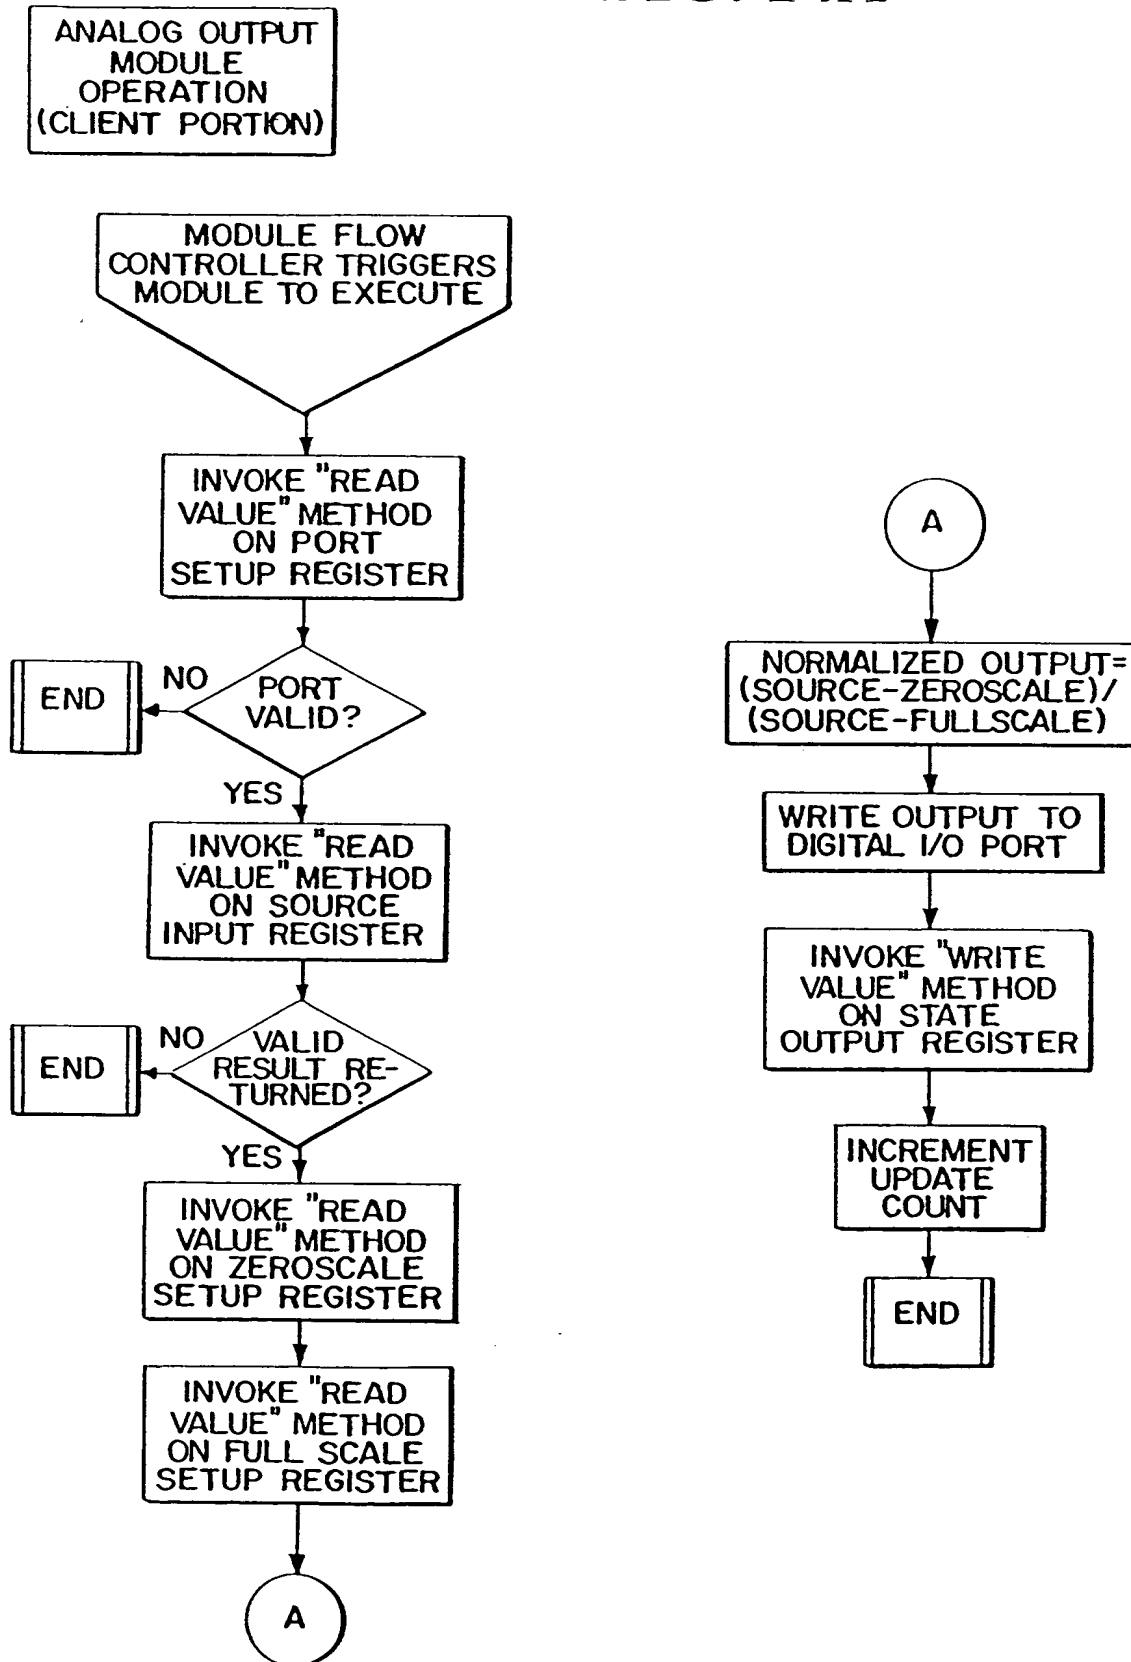 ANALOG OUTPUT
MODULE
OPERATION
(CLIENT PORTION)
MODULE FLOW
CONTROLLER TRIGGERS
MODULE TO EXECUTE
INVOKE "READ
VALUE" METHOD
ON PORT
SETUP REGISTER
PORT
VALID?
NO
END
YES
INVOKE "READ
VALUE" METHOD
ON SOURCE
INPUT REGISTER
VALID
RESULT RE-
TURNED?
NO
END
YES
INVOKE "READ
VALUE" METHOD
ON ZEROSCALE
SETUP REGISTER
INVOKE "READ
VALUE" METHOD
ON FULL SCALE
SETUP REGISTER
A
A
NORMALIZED OUTPUT=
(SOURCE-ZEROSCALE)/
(SOURCE-FULLSCALE)
WRITE OUTPUT TO
DIGITAL I/O PORT
INVOKE "WRITE
VALUE" METHOD
ON STATE
OUTPUT REGISTER
INCREMENT
UPDATE
COUNT
END